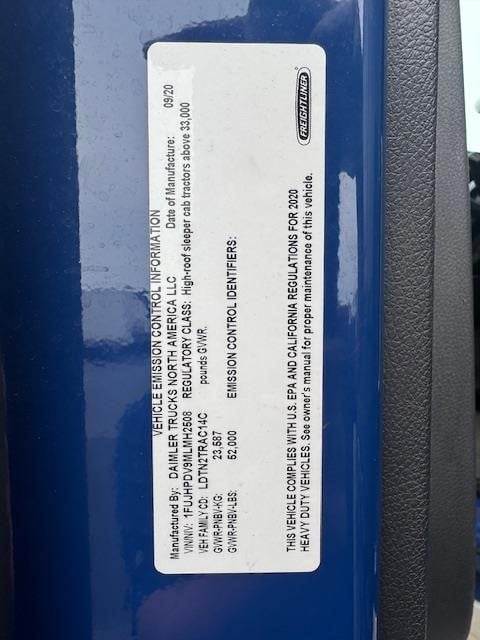 VEHICLE EMISSION CONTROL INFORMATION
Manufactured By: DAIMLER TRUCKS NORTH AMERICA LLC Date of Manufacture: 09/20
VIN/NIV: 1FUJHPDV9MLMH2508 REGULATORY CLASS: High-roof sleeper cab tractors above 33,000
VEH FAMILY CD: LDTN2TRAC14C pounds GVWR.
GVWR-PNBV-KG: 23,587
GVWR-PNBV-LBS: 52,000 EMISSION CONTROL IDENTIFIERS:
THIS VEHICLE COMPLIES WITH U.S. EPA AND CALIFORNIA REGULATIONS FOR 2020
HEAVY DUTY VEHICLES. See owner's manual for proper maintenance of this vehicle.
FREIGHTLINER